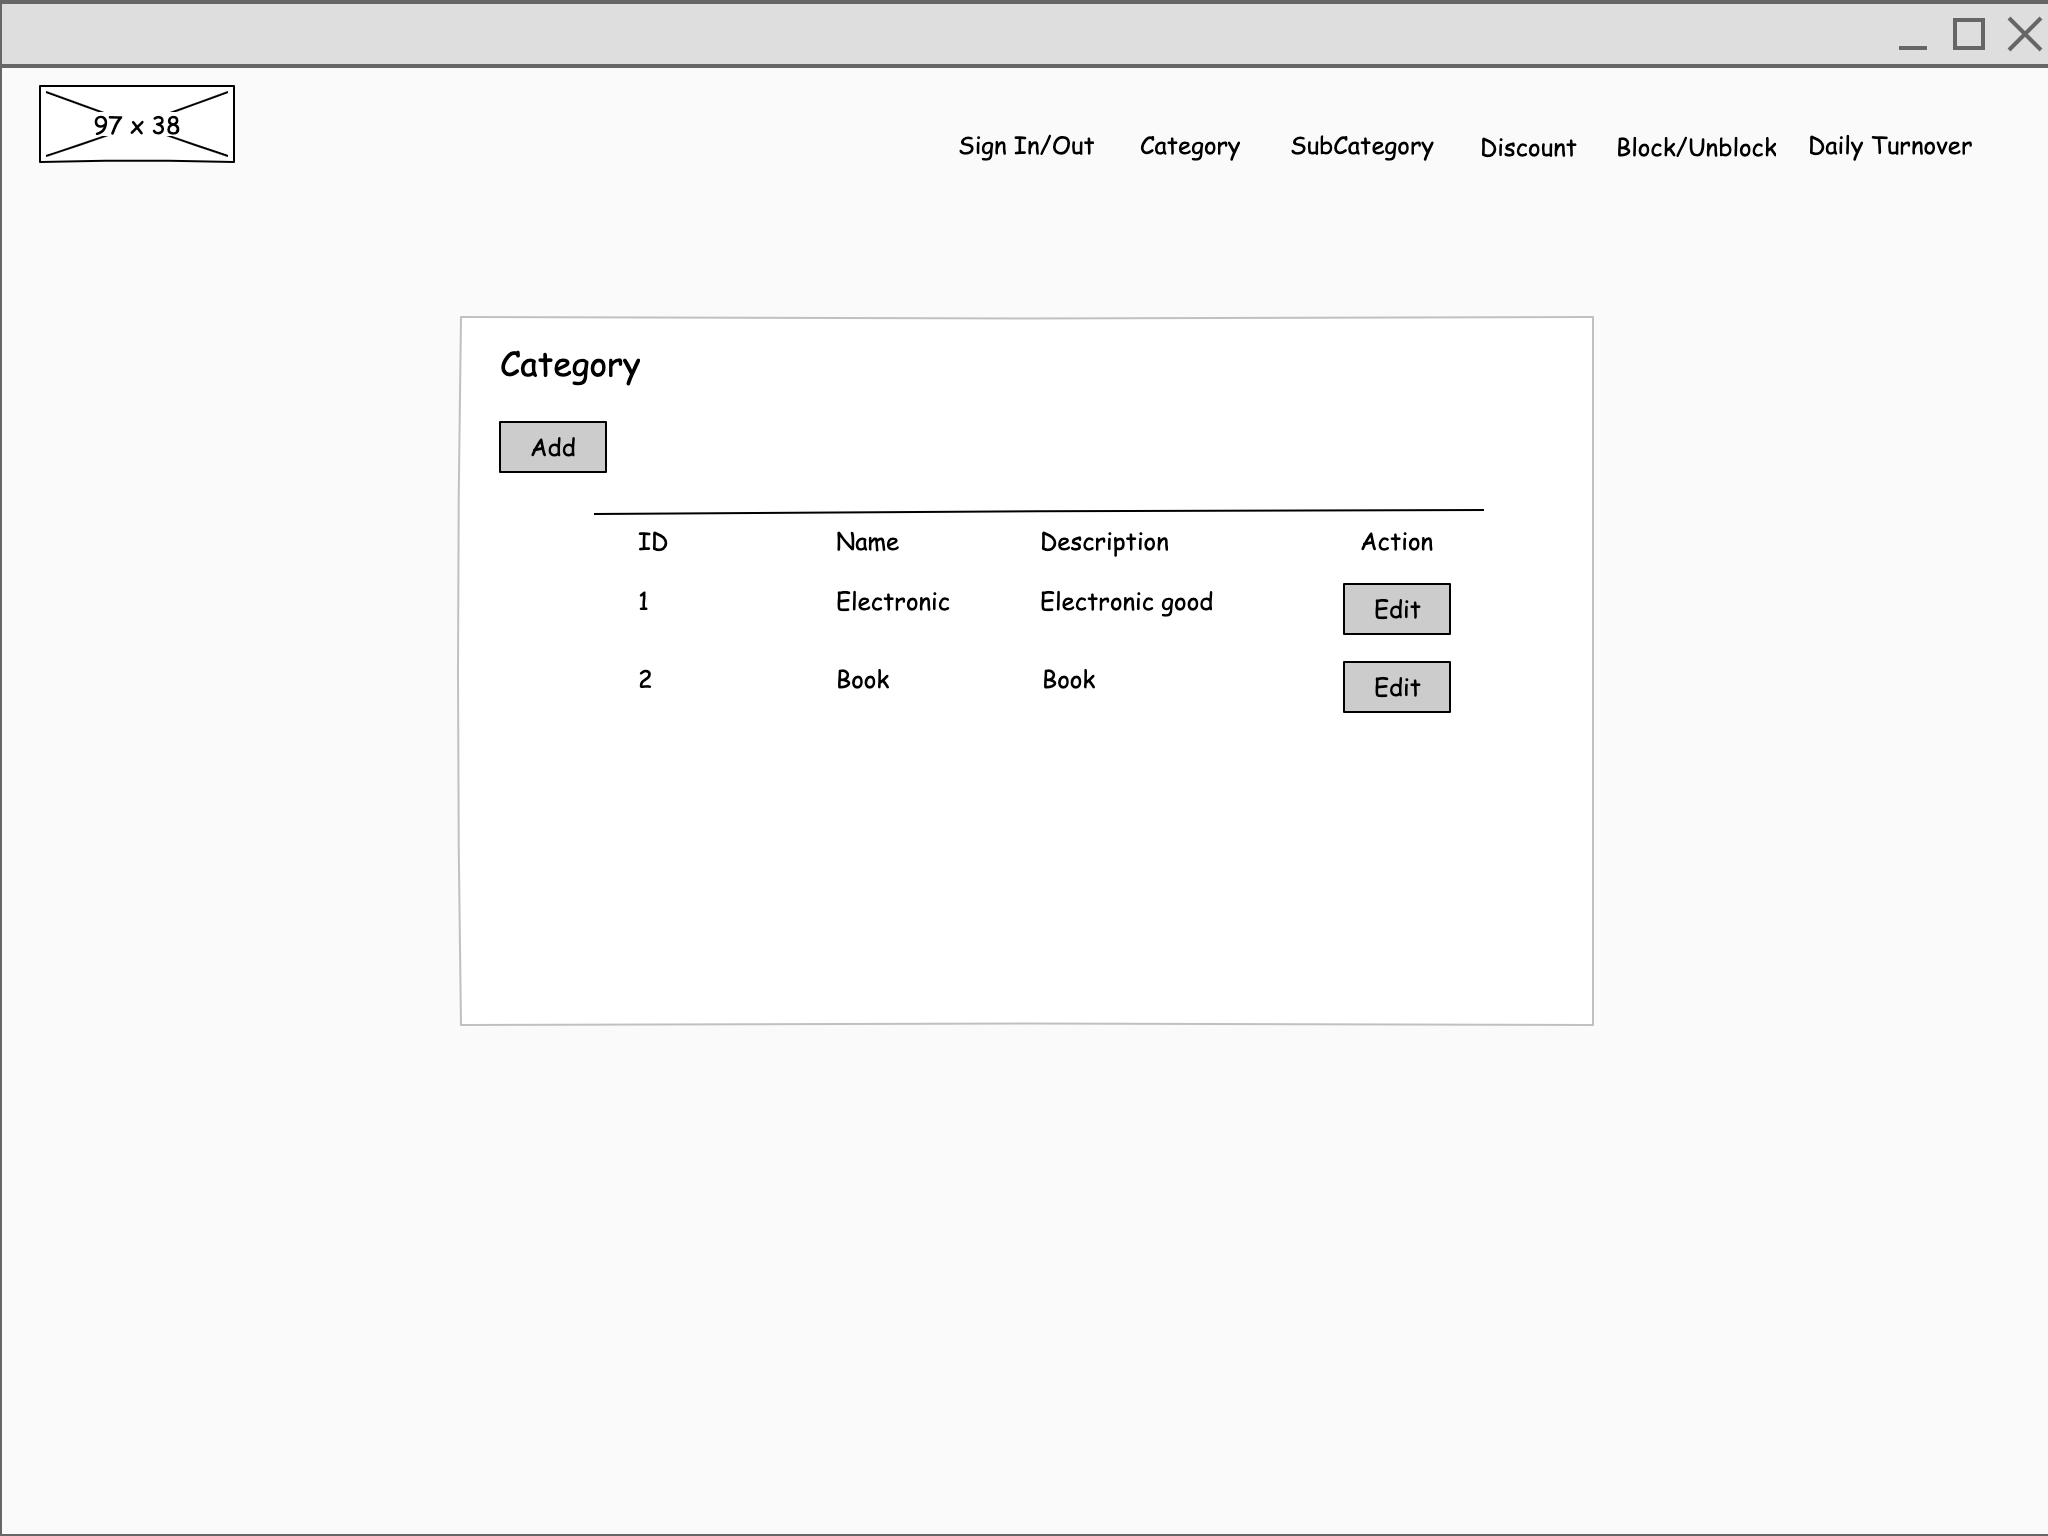 97 x 38
Sign In/Out Category SubCategory Discount Block/Unblock Daily Turnover
Category
Add
ID Name Description Action
1 Electronic Electronic good Edit
2 Book Book Edit